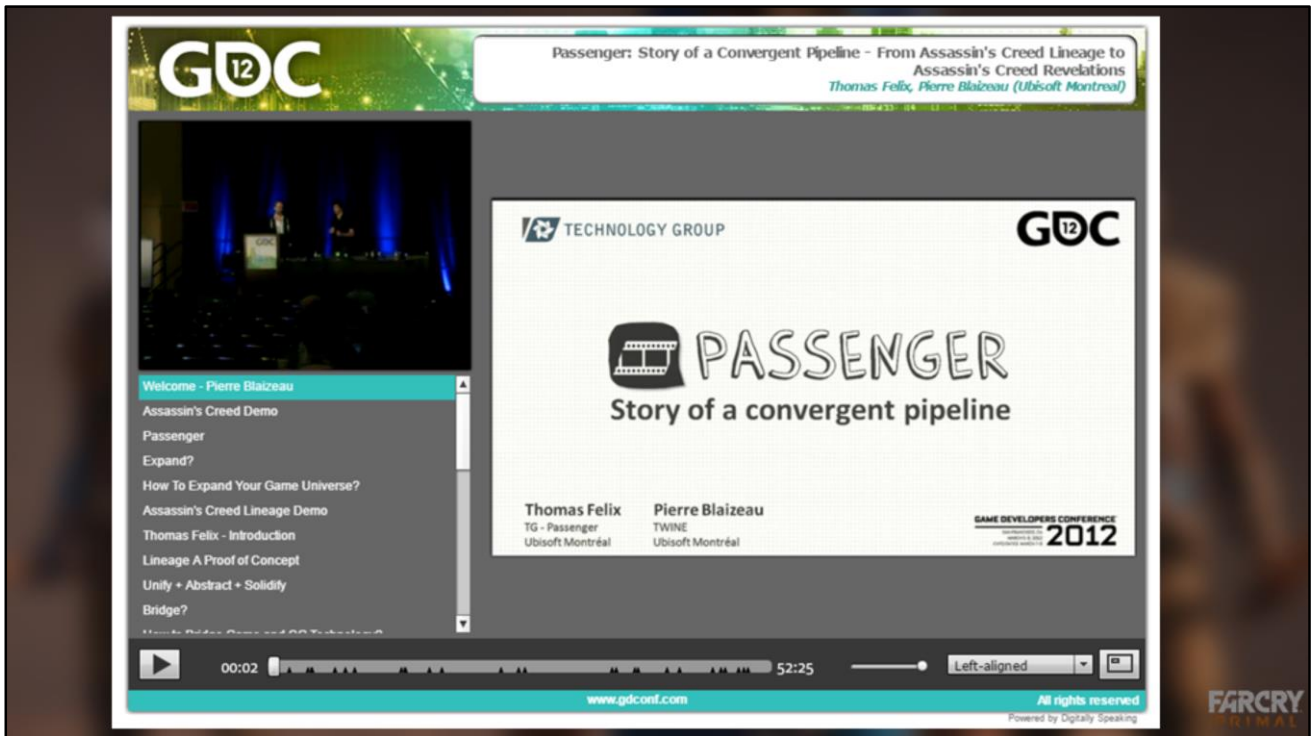 GDC 12
Passenger: Story of a Convergent Pipeline - From Assassin's Creed Lineage to
Assassin's Creed Revelations
Thomas Felix, Pierre Blaizeau (Ubisoft Montreal)
GDC
TECHNOLOGY GROUP
GDC 12
PASSENGER
Story of a convergent pipeline
Thomas Felix
TG - Passenger
Ubisoft Montréal
Pierre Blaizeau
TWINE
Ubisoft Montréal
GAME DEVELOPERS CONFERENCE
2012
Welcome - Pierre Blaizeau
Assassin's Creed Demo
Passenger
Expand?
How To Expand Your Game Universe?
Assassin's Creed Lineage Demo
Thomas Felix - Introduction
Lineage A Proof of Concept
Unify + Abstract + Solidify
Bridge?
00:02
52:25
Left-aligned
www.gdconf.com
All rights reserved
Powered by Digitally Speaking
FARCRY
PRIMAL